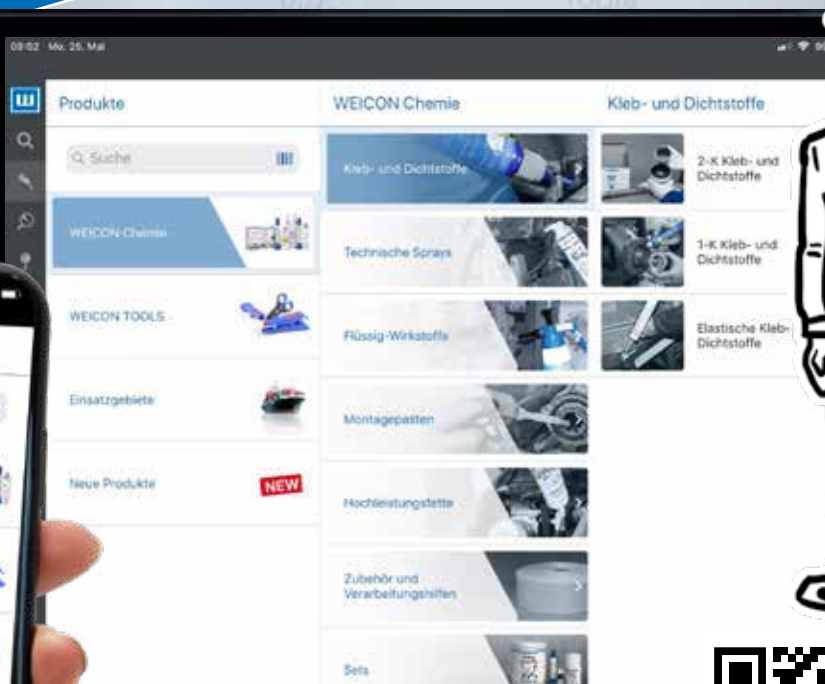 09:02 Mo. 25. Mai
Produkte
Suche
WEICON Chemie
WEICON TOOLS
Einsatzgebiete
Neue Produkte
NEW
WEICON Chemie
Kleb- und Dichtstoffe
Technische Sprays
Flüssig-Wirkstoffe
Montagepasten
Hochleistungsfette
Zubehör und
Verarbeitungshilfen
Sets
Kleb- und Dichtstoffe
2-K Kleb- und
Dichtstoffe
1-K Kleb- und
Dichtstoffe
Elastische Kleb-
Dichtstoffe